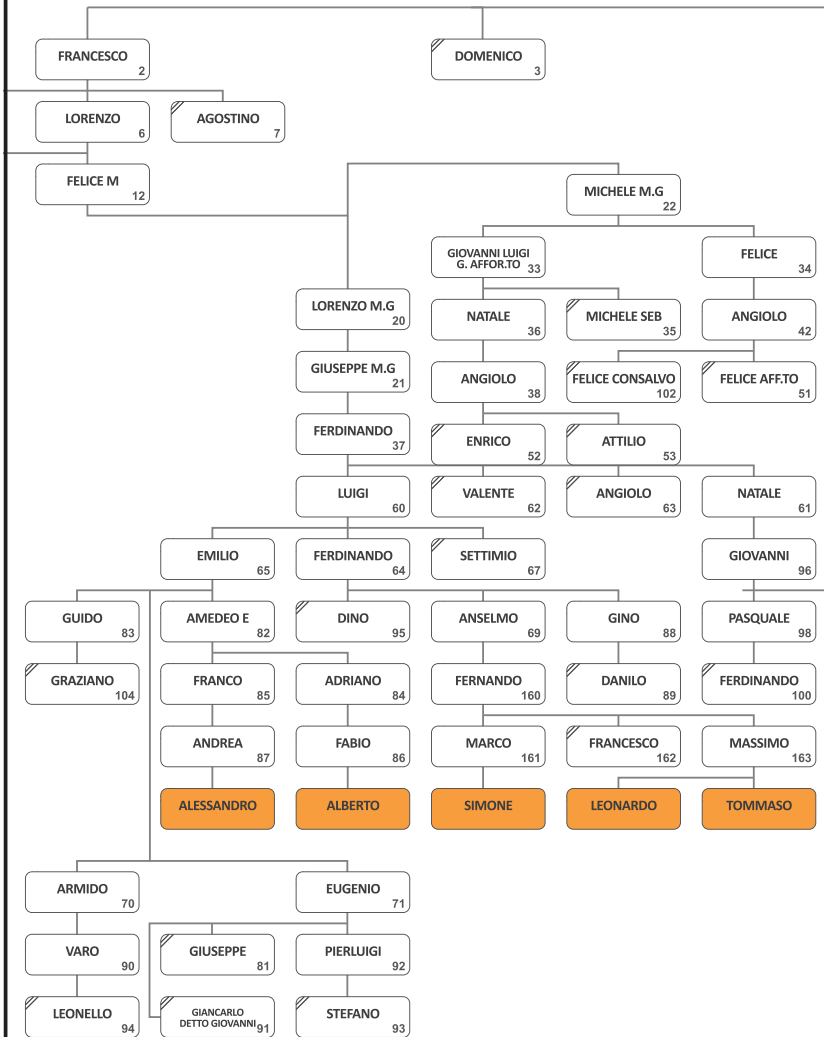 FRANCESCO 2
DOMENICO 3
LORENZO 6
AGOSTINO 7
FELICE M 12
MICHELE M.G 22
GIOVANNI LUIGI
G. AFFOR.TO 33
FELICE 34
LORENZO M.G 20
NATALE 36
MICHELE SEB 35
ANGIOLO 42
GIUSEPPE M.G 21
ANGIOLO 38
FELICE CONSALVO 102
FELICE AFF.TO 51
FERDINANDO 37
ENRICO 52
ATTILIO 53
LUIGI 60
VALENTE 62
ANGIOLO 63
NATALE 61
EMILIO 65
FERDINANDO 64
SETTIMIO 67
GIOVANNI 96
GUIDO 83
AMEDEO E 82
DINO 95
ANSELMO 69
GINO 88
PASQUALE 98
GRAZIANO 104
FRANCO 85
ADRIANO 84
FERNANDO 160
DANILO 89
FERDINANDO 100
ANDREA 87
FABIO 86
MARCO 161
FRANCESCO 162
MASSIMO 163
ALESSANDRO
ALBERTO
SIMONE
LEONARDO
TOMMASO
ARMIDO 70
EUGENIO 71
VARO 90
GIUSEPPE 81
PIERLUIGI 92
LEONELLO 94
GIANCARLO
DETTO GIOVANNI 91
STEFANO 93